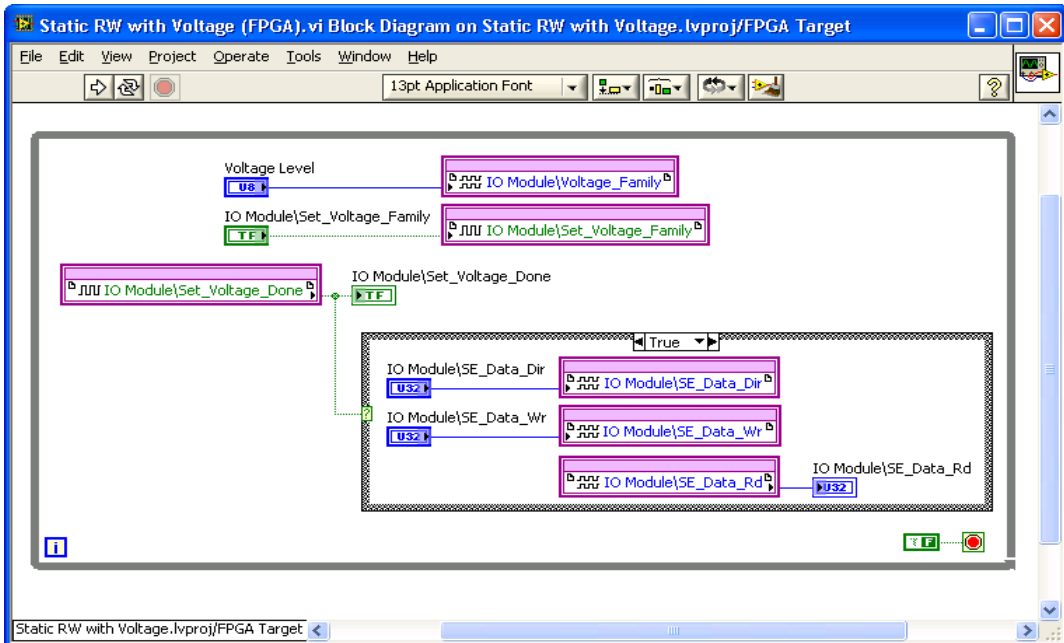 Static RW with Voltage (FPGA).vi Block Diagram on Static RW with Voltage.lvproj/FPGA Target
File Edit View Project Operate Tools Window Help
13pt Application Font
?
Voltage Level
U8
IO Module\Voltage_Family
IO Module\Set_Voltage_Family
TF
IO Module\Set_Voltage_Family
IO Module\Set_Voltage_Done
IO Module\Set_Voltage_Done
TF
True
?
IO Module\SE_Data_Dir
U32
IO Module\SE_Data_Dir
IO Module\SE_Data_Wr
U32
IO Module\SE_Data_Wr
IO Module\SE_Data_Rd
IO Module\SE_Data_Rd
U32
i
F
Static RW with Voltage.lvproj/FPGA Target